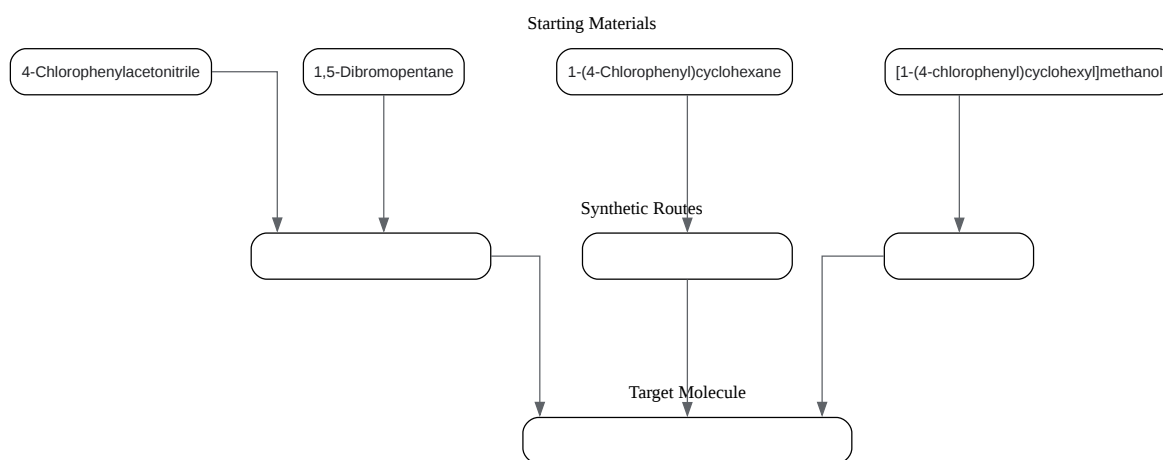 Starting Materials
4-Chlorophenylacetonitrile
1,5-Dibromopentane
1-(4-Chlorophenyl)cyclohexane
[1-(4-chlorophenyl)cyclohexyl]methanol
Synthetic Routes
Target Molecule